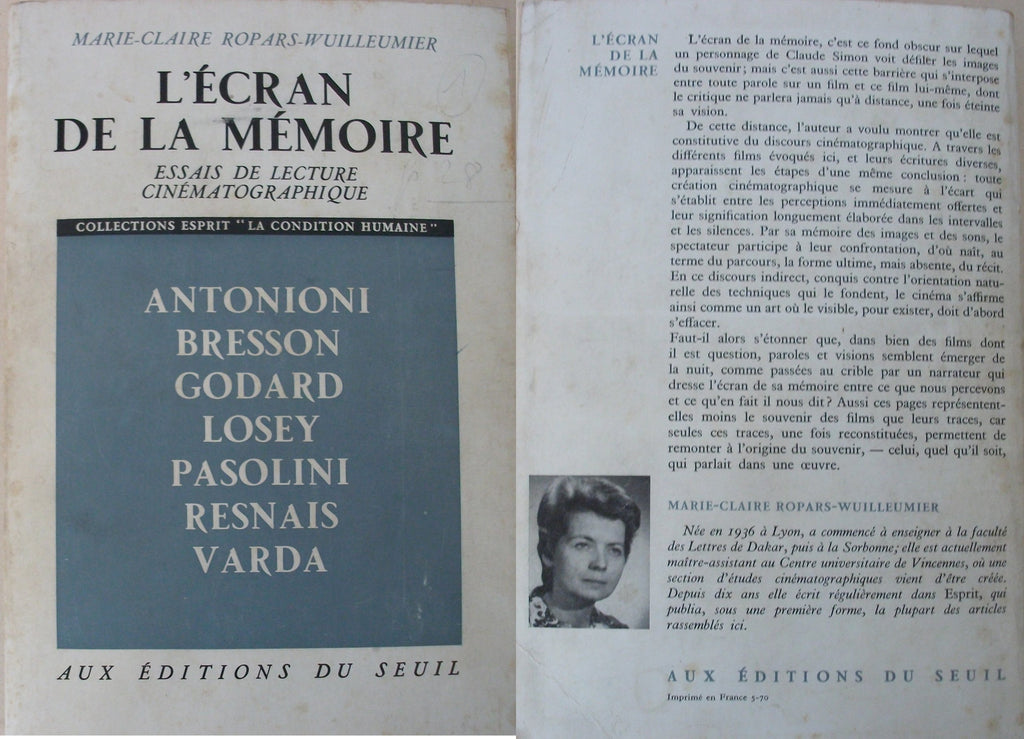 MARIE-CLAIRE ROPARS-WUILLEUMIER
L'ÉCRAN
DE LA MÉMOIRE
ESSAIS DE LECTURE
CINÉMATOGRAPHIQUE
COLLECTIONS ESPRIT "LA CONDITION HUMAINE"
ANTONIONI
BRESSON
GODARD
LOSEY
PASOLINI
RESNAIS
VARDA
AUX ÉDITIONS DU SEUIL
L'ÉCRAN
DE LA
MÉMOIRE
L'écran de la mémoire, c'est ce fond obscur sur lequel
un personnage de Claude Simon voit défiler les images
du souvenir; mais c'est aussi cette barrière qui s'interpose
entre toute parole sur un film et ce film lui-même, dont
le critique ne parlera jamais qu'à distance, une fois éteinte
sa vision.
De cette distance, l'auteur a voulu montrer qu'elle est
constitutive du discours cinématographique. A travers les
différents films évoqués ici, et leurs écritures diverses,
apparaissent les étapes d'une même conclusion : toute
création cinématographique se mesure à l'écart qui
s'établit entre les perceptions immédiatement offertes et
leur signification longuement élaborée dans les intervalles
et les silences. Par sa mémoire des images et des sons, le
spectateur participe à leur confrontation, d'où naît, au
terme du parcours, la forme ultime, mais absente, du récit.
En ce discours indirect, conquis contre l'orientation natu-
relle des techniques qui le fondent, le cinéma s'affirme
ainsi comme un art où le visible, pour exister, doit d'abord
s'effacer.
Faut-il alors s'étonner que, dans bien des films dont
il est question, paroles et visions semblent émerger de
la nuit, comme passées au crible par un narrateur qui
dresse l'écran de sa mémoire entre ce que nous percevons
et ce qu'en fait il nous dit? Aussi ces pages représentent-
elles moins le souvenir des films que leurs traces, car
seules ces traces, une fois reconstituées, permettent de
remonter à l'origine du souvenir, — celui, quel qu'il soit,
qui parlait dans une œuvre.
MARIE-CLAIRE ROPARS-WUILLEUMIER
Née en 1936 à Lyon, a commencé à enseigner à la faculté
des Lettres de Dakar, puis à la Sorbonne; elle est actuellement
maître-assistant au Centre universitaire de Vincennes, où une
section d'études cinématographiques vient d'être créée.
Depuis dix ans elle écrit régulièrement dans Esprit, qui
publia, sous une première forme, la plupart des articles
rassemblés ici.
AUX ÉDITIONS DU SEUIL
Imprimé en France 5-70